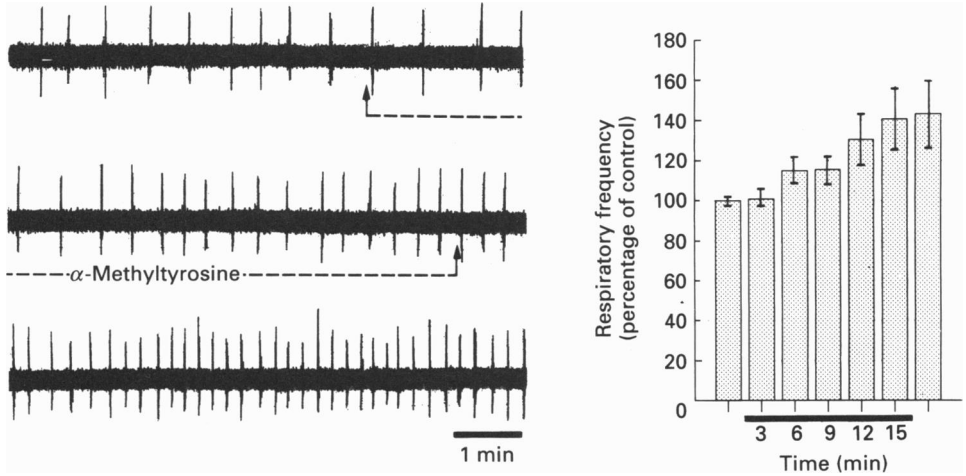 α-Methyltyrosine
1 min
Respiratory frequency
(percentage of control)
180
160
140
120
100
80
60
40
20
0
3 6 9 12 15
Time (min)